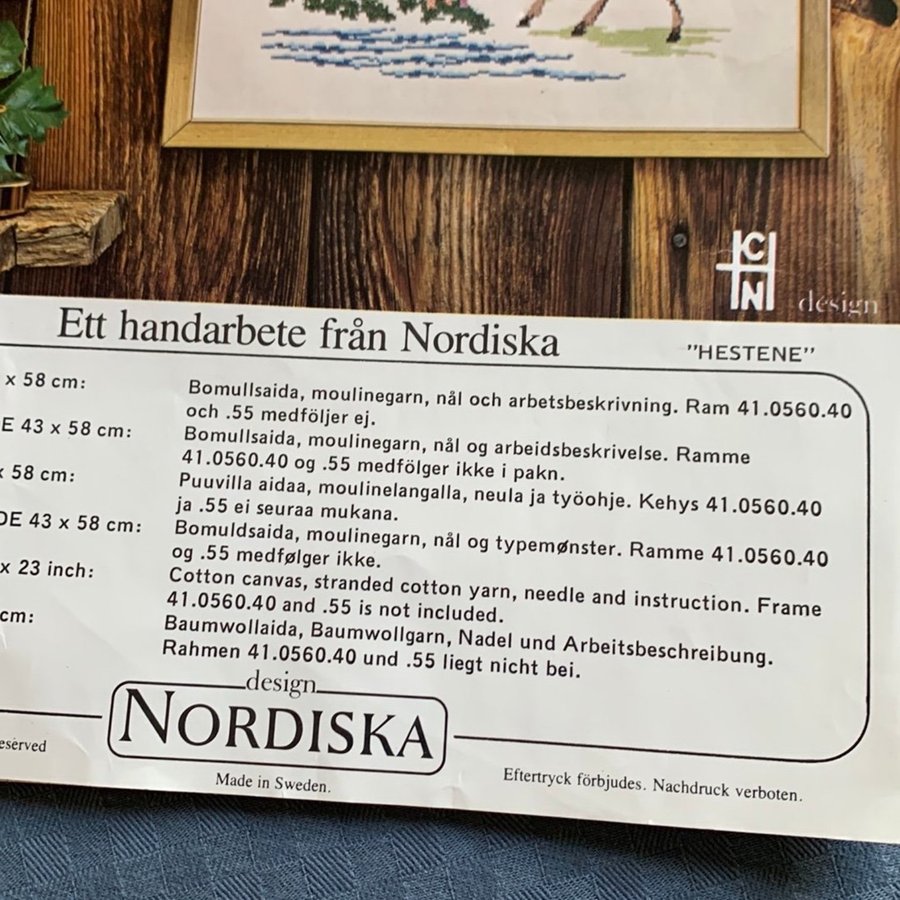 C
N
design
Ett handarbete från Nordiska "HESTENE"
x 58 cm: Bomullsaida, moulinegarn, nål och arbetsbeskrivning. Ram 41.0560.40
och .55 medföljer ej.
E 43 x 58 cm: Bomullsaida, moulinegarn, nål og arbeidsbeskrivelse. Ramme
41.0560.40 og .55 medfölger ikke i pakn.
x 58 cm: Puuvilla aidaa, moulinelangalla, neula ja työohje. Kehys 41.0560.40
ja .55 ei seuraa mukana.
DE 43 x 58 cm: Bomuldsaida, moulinegarn, nål og typemønster. Ramme 41.0560.40
og .55 medfølger ikke.
x 23 inch: Cotton canvas, stranded cotton yarn, needle and instruction. Frame
41.0560.40 and .55 is not included.
cm: Baumwollaida, Baumwollgarn, Nadel und Arbeitsbeschreibung.
Rahmen 41.0560.40 und .55 liegt nicht bei.
design
NORDISKA
eserved Made in Sweden. Eftertryck förbjudes. Nachdruck verboten.